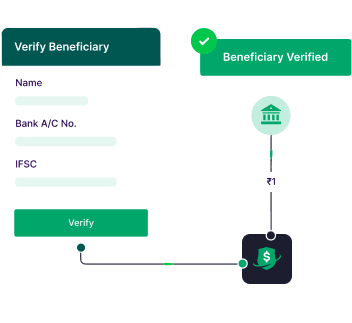 Verify Beneficiary
Beneficiary Verified
Name
Bank A/C No.
IFSC
₹1
Verify
$